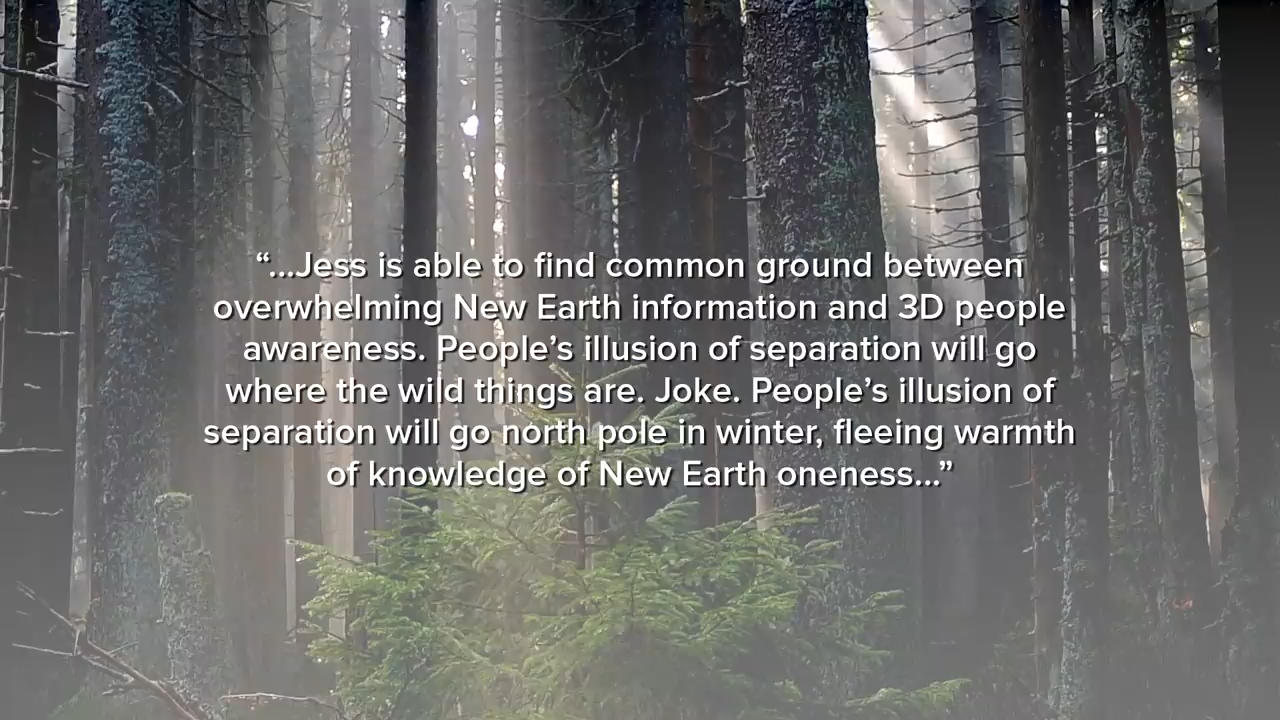 “...Jess is able to find common ground between
overwhelming New Earth information and 3D people
awareness. People’s illusion of separation will go
where the wild things are. Joke. People’s illusion of
separation will go north pole in winter, fleeing warmth
of knowledge of New Earth oneness...”